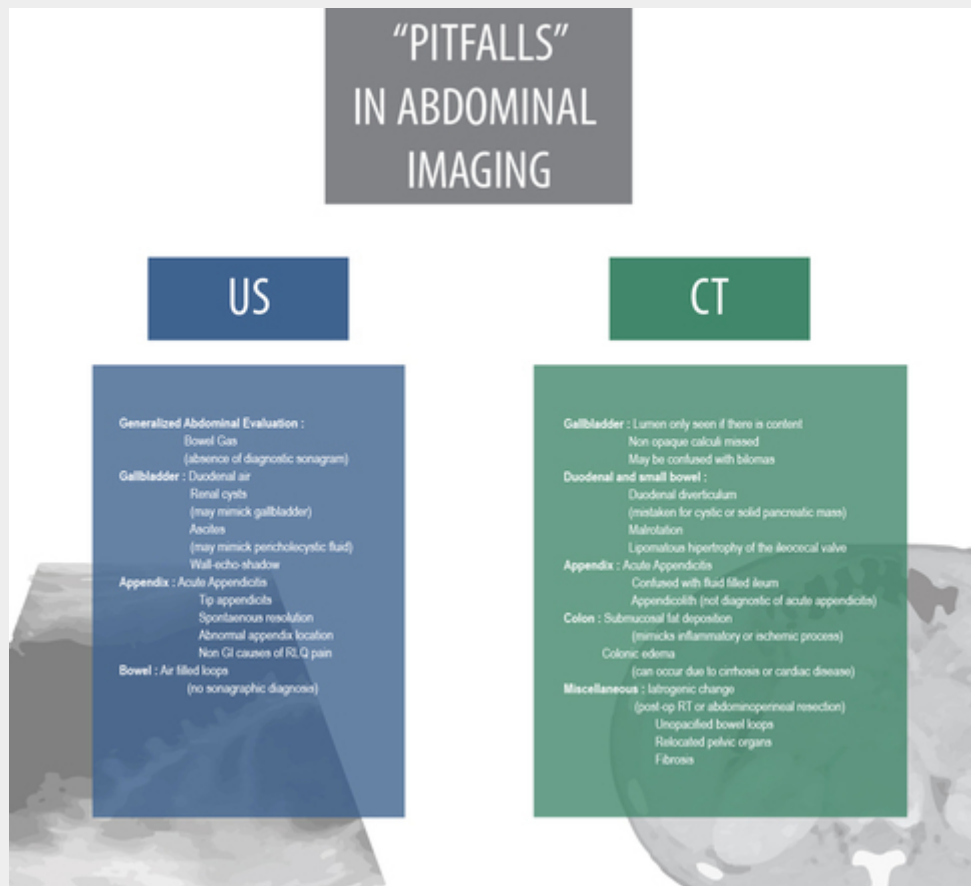 “PITFALLS”
IN ABDOMINAL
IMAGING
US
Generalized Abdominal Evaluation :
Bowel Gas
(absence of diagnostic sonagram)
Gallbladder : Duodenal air
Renal cysts
(may mimick gallbladder)
Ascites
(may mimick pericholecystic fluid)
Wall-echo-shadow
Appendix : Acute Appendicitis
Tip appendicits
Spontaenous resolution
Abnormal appendix location
Non GI causes of RLQ pain
Bowel : Air filled loops
(no sonagraphic diagnosis)
CT
Gallbladder : Lumen only seen if there is content
Non opaque calculi missed
May be confused with bilomas
Duodenal and small bowel :
Duodenal diverticulum
(mistaken for cystic or solid pancreatic mass)
Malrotation
Lipomatous hipertrophy of the ileocecal valve
Appendix : Acute Appendicitis
Confused with fluid filled ileum
Appendicolith (not diagnostic of acute appendicitis)
Colon : Submucosal fat deposition
(mimicks inflammatory or ischemic process)
Colonic edema
(can occur due to cirrhosis or cardiac disease)
Miscellaneous : Iatrogenic change
(post-op RT or abdominoperineal resection)
Unopacified bowel loops
Relocated pelvic organs
Fibrosis